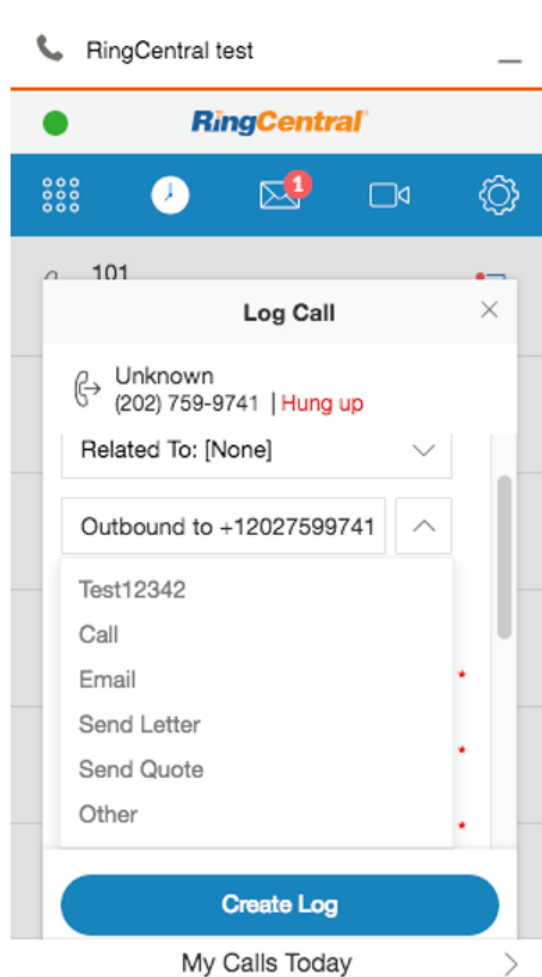 RingCentral test
RingCentral®
1
101
Log Call
Unknown
(202) 759-9741 | Hung up
Related To: [None]
Outbound to +12027599741
Test12342
Call
Email
*
Send Letter
*
Send Quote
Other
*
Create Log
My Calls Today